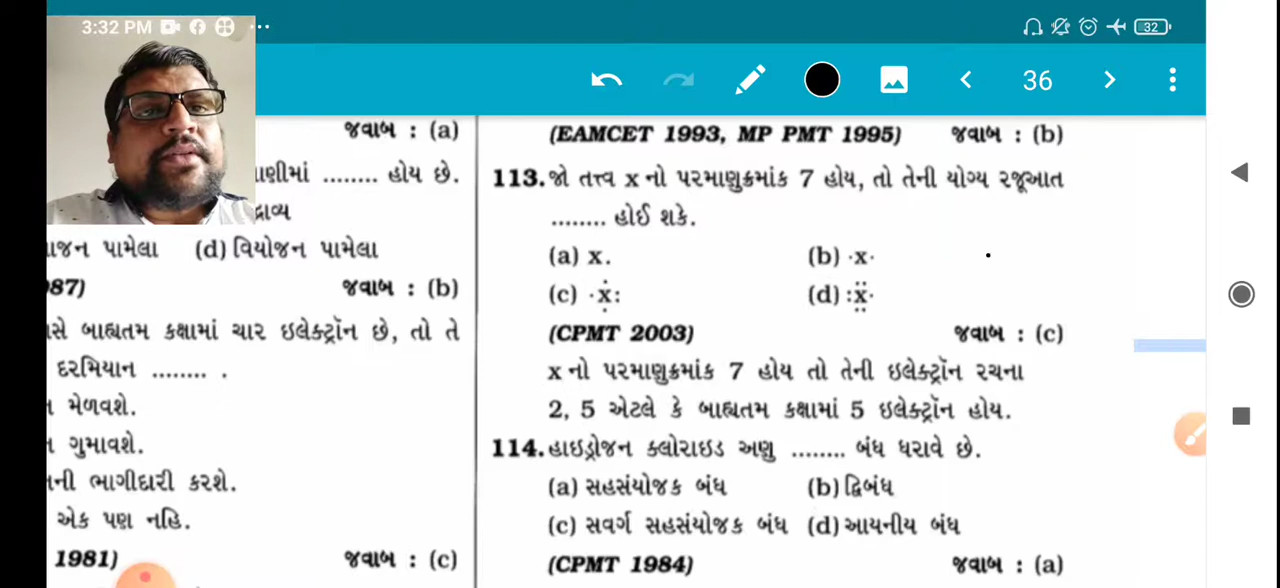 3:32 PM
32
36
જવાબ : (a)
ાણીમાં ........ હોય છે.
દ્રાવ્ય
ાજન પામેલા (d) વિયોજન પામેલા
87) જવાબ : (b)
સે બાહ્યતમ કક્ષામાં ચાર ઇલેક્ટ્રૉન છે, તો તે
દરમિયાન ........ .
મેળવશે.
ગુમાવશે.
નની ભાગીદારી કરશે.
એક પણ નહિ.
1981) જવાબ : (c)
(EAMCET 1993, MP PMT 1995) જવાબ : (b)
113. જો તત્ત્વ x નો પરમાણુક્રમાંક 7 હોય, તો તેની યોગ્ય રજૂઆત
........ હોઈ શકે.
(a) x. (b) ·x·
(c) ·ẋ: (d) :ẍ·
(CPMT 2003) જવાબ : (c)
x નો પરમાણુક્રમાંક 7 હોય તો તેની ઇલેક્ટ્રૉન રચના
2, 5 એટલે કે બાહ્યતમ કક્ષામાં 5 ઇલેક્ટ્રૉન હોય.
114. હાઇડ્રોજન ક્લોરાઇડ અણુ ........ બંધ ધરાવે છે.
(a) સહસંયોજક બંધ (b) દ્વિબંધ
(c) સવર્ગ સહસંયોજક બંધ (d) આયનીય બંધ
(CPMT 1984) જવાબ : (a)